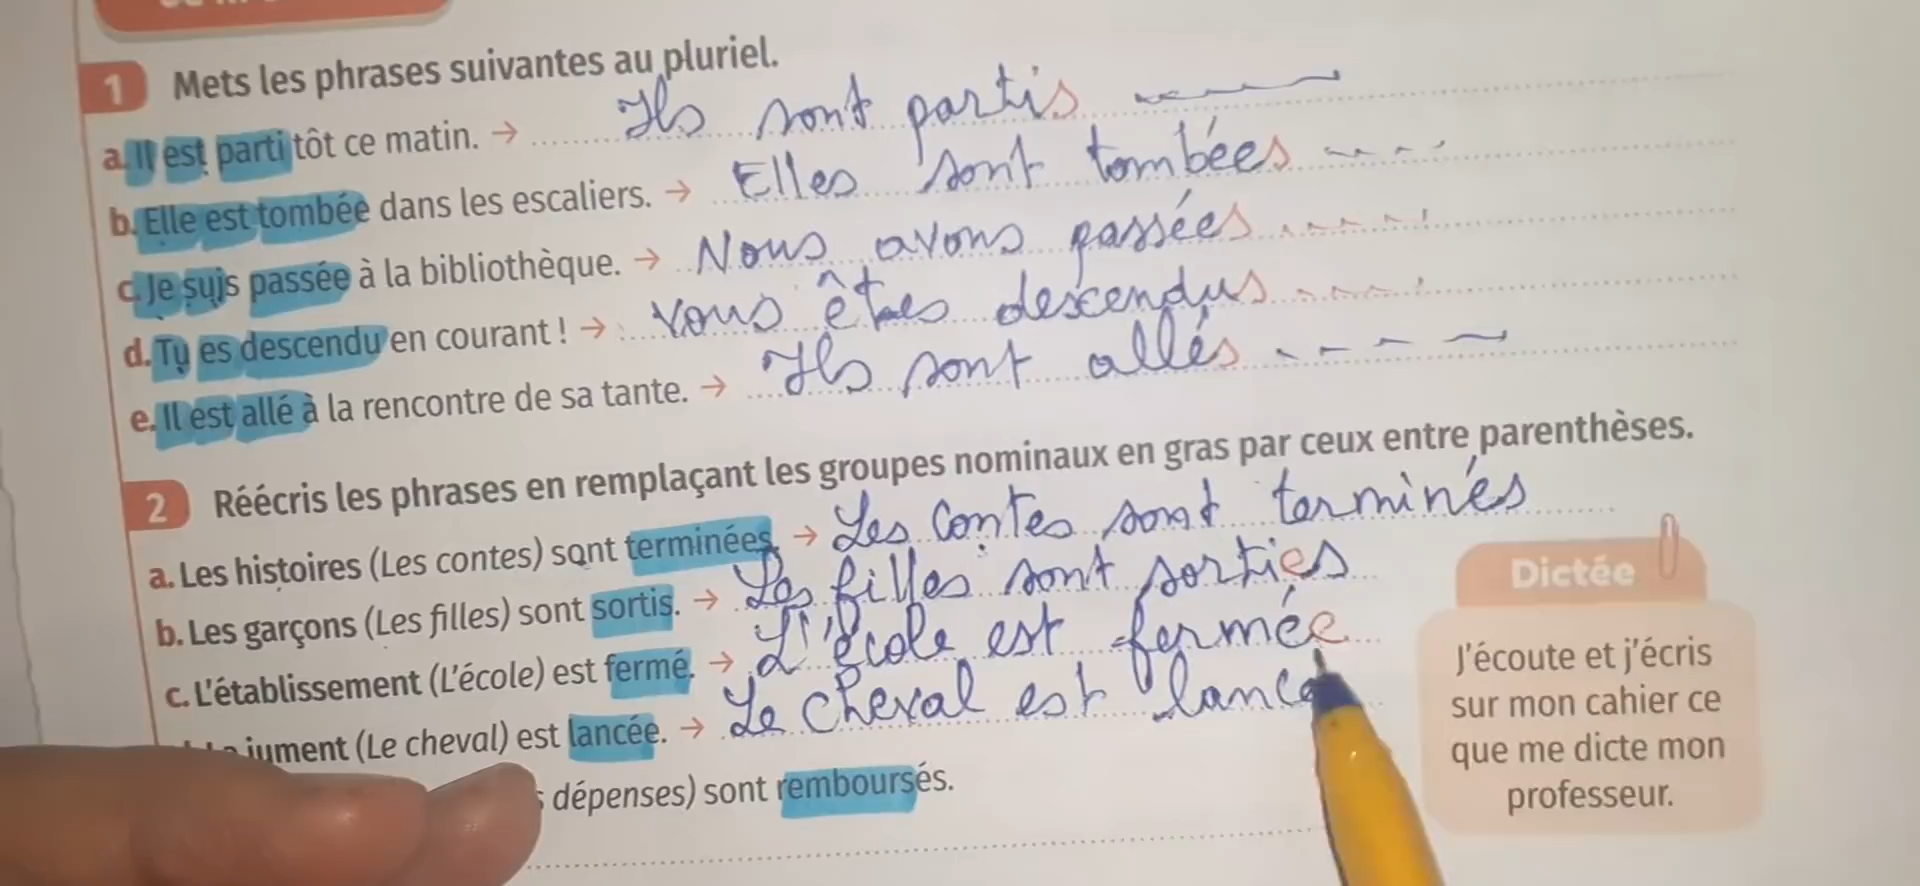 1 Mets les phrases suivantes au pluriel.
a. Il est parti tôt ce matin. → Ils sont partis
b. Elle est tombée dans les escaliers. → Elles sont tombées
c. Je suis passée à la bibliothèque. → Nous avons passées
d. Tu es descendu en courant ! → Vous êtes descendus
e. Il est allé à la rencontre de sa tante. → Ils sont allés
2 Réécris les phrases en remplaçant les groupes nominaux en gras par ceux entre parenthèses.
a. Les histoires (Les contes) sont terminées. → Les contes sont terminés
b. Les garçons (Les filles) sont sortis. → Les filles sont sorties
c. L'établissement (L'école) est fermé. → L'école est fermée
jument (Le cheval) est lancée. → Le cheval est
dépenses) sont remboursés.
Dictée
J'écoute et j'écris
sur mon cahier ce
que me dicte mon
professeur.